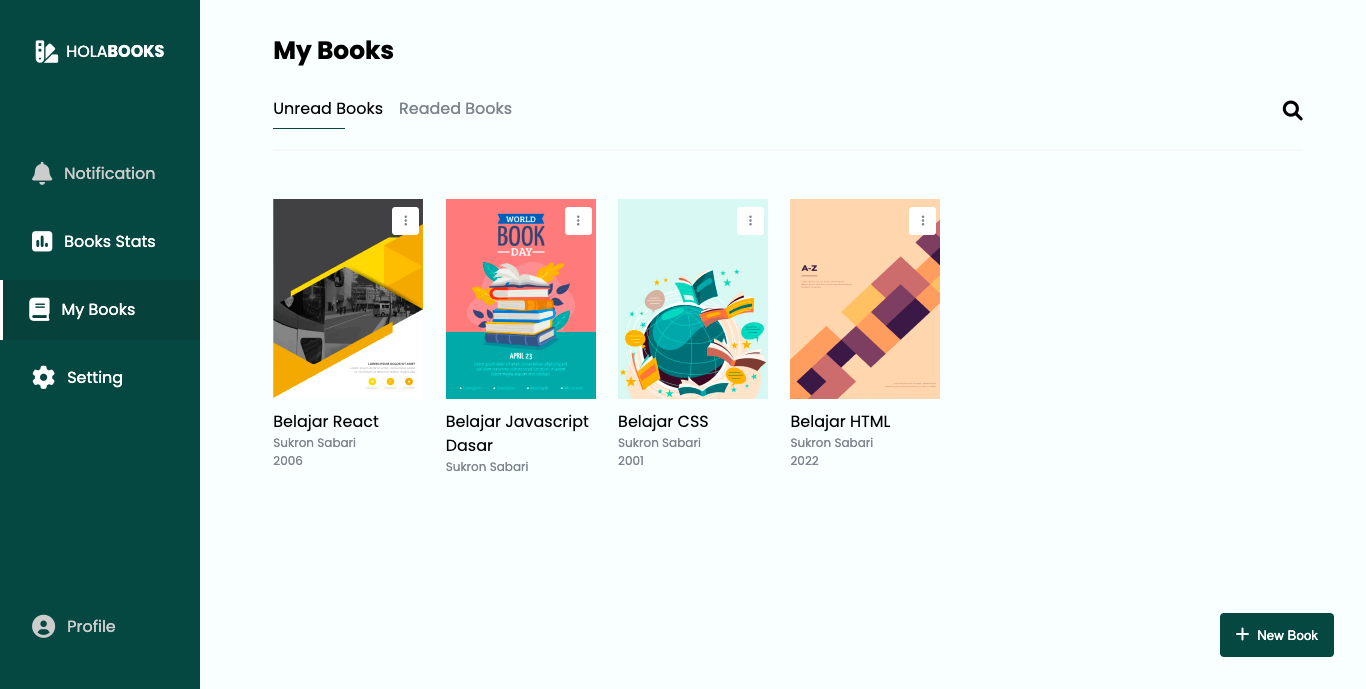 HOLABOOKS
Notification
Books Stats
My Books
Setting
Profile
My Books
Unread Books
Readed Books
WORLD
BOOK
DAY
APRIL 23
A-Z
Belajar React
Sukron Sabari
2006
Belajar Javascript
Dasar
Sukron Sabari
Belajar CSS
Sukron Sabari
2001
Belajar HTML
Sukron Sabari
2022
New Book